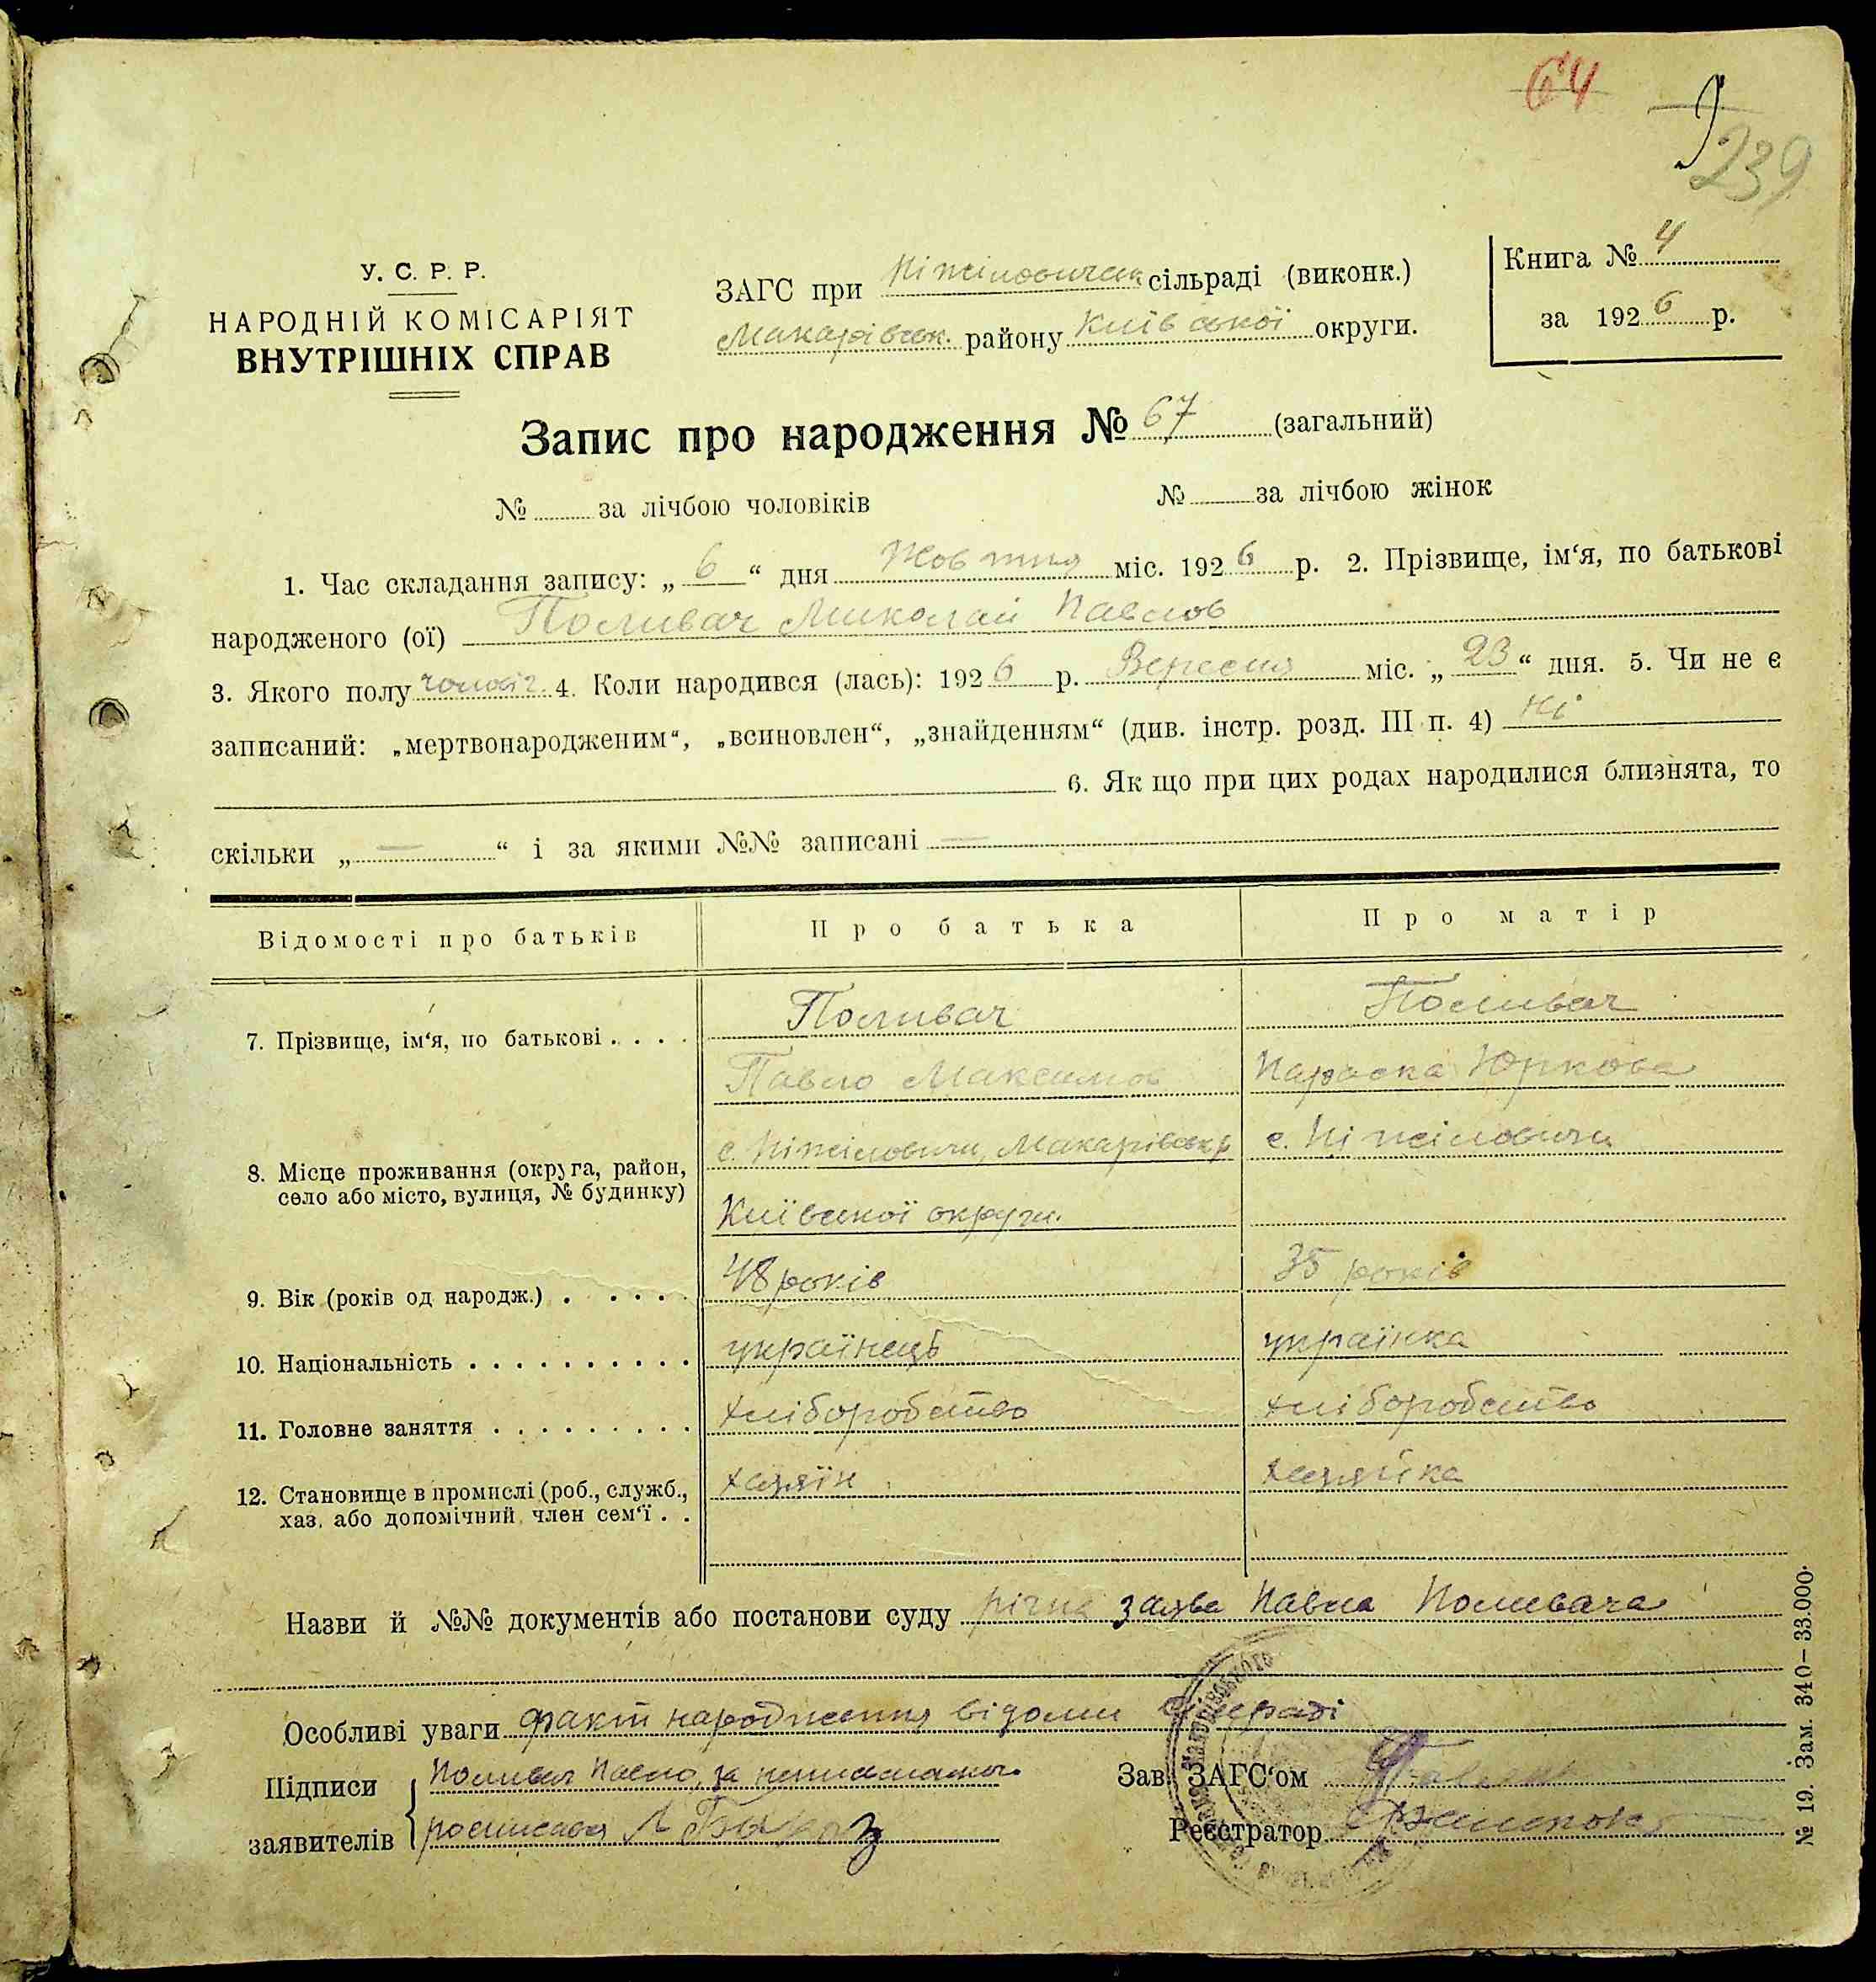 64
9
239
У. С. Р. Р.
НАРОДНІЙ КОМІСАРІЯТ
ВНУТРІШНІХ СПРАВ
ЗАГС при Ніжиловичах сільраді (виконк.)
Макарівськ. району Київської округи.
Книга № 4
за 1926 р.
Запис про народження № 67 (загальний)
№ за лічбою чоловіків № за лічбою жінок
1. Час складання запису: „6“ дня Жовтня міс. 1926 р. 2. Прізвище, ім‘я, по батькові
народженого (ої) Поливач Миколай Павлов
3. Якого полу чоловіч. 4. Коли народився (лась): 1926 р. Вересня міс. „23“ дня. 5. Чи не є
записаний: „мертвонародженим“, „всиновлен“, „знайденням“ (див. інстр. розд. III п. 4) Ні
6. Як що при цих родах народилися близнята, то
скільки „—“ і за якими №№ записані —
Відомості про батьків Про батька Про матір
7. Прізвище, ім‘я, по батькові . . . . Поливач Поливач
Павло Максимов Параска Юркова
8. Місце проживання (округа, район, с. Ніжиловичи, Макарівськ р с. Ніжиловичи
село або місто, вулиця, № будинку)
Київської округи.
9. Вік (років од народж.) . . . . . 48 років 35 років
10. Національність . . . . . . . . . . українець українка
11. Головне заняття . . . . . . . . . хліборобство хліборобство
12. Становище в промислі (роб., служб., хазяїн хазяйка
хаз. або допомічний член сем‘ї . .
Назви й №№ документів або постанови суду заява Павла Поливача
Особливі уваги факт народження відомий сільраді
Підписи Поливач Павло, за
заявителів росписався
Зав. ЗАГС‘ом
Реєстратор
№ 19. Зам. 340–33.000.